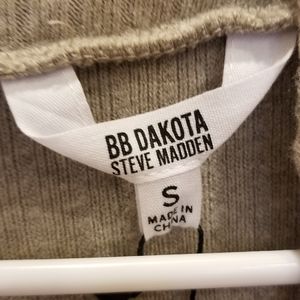 BB DAKOTA
STEVE MADDEN
S
MADE IN
CHINA